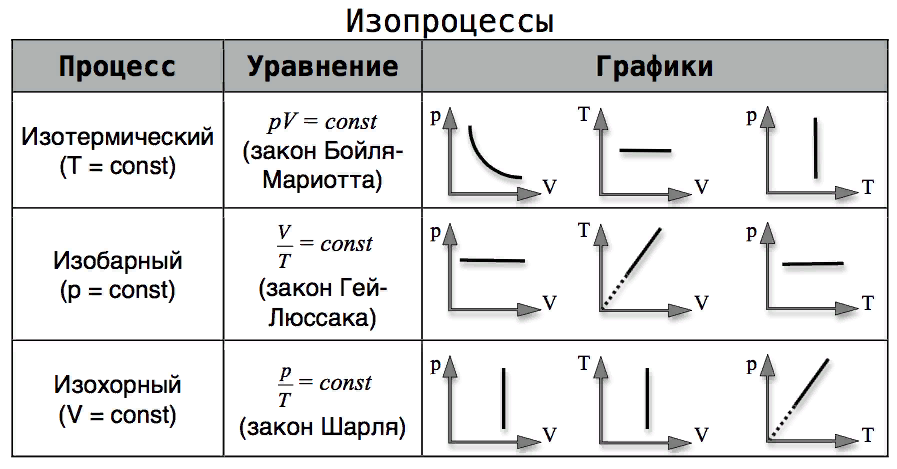 Изопроцессы
Процесс Уравнение Графики
Изотермический
(T = const)
pV = const
(закон Бойля-
Мариотта)
p V
T V
p T
Изобарный
(p = const)
V/T = const
(закон Гей-
Люссака)
p V
T V
p T
Изохорный
(V = const)
p/T = const
(закон Шарля)
p V
T V
p T